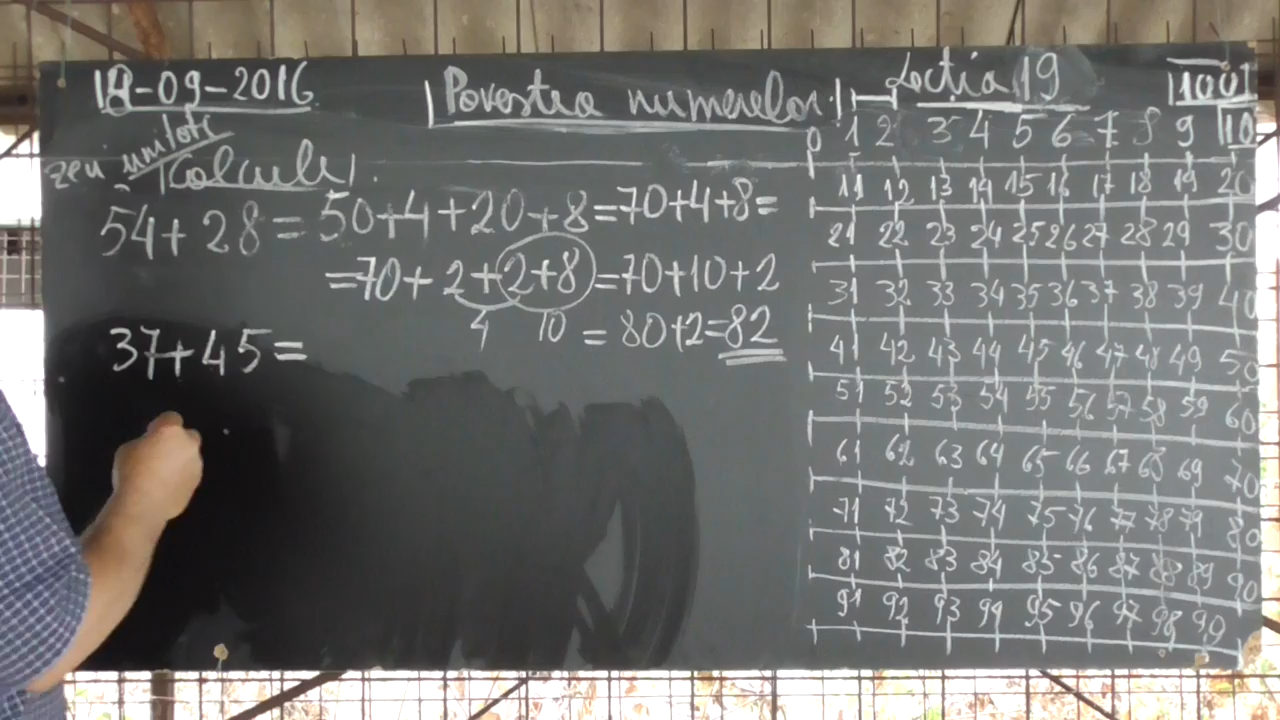 -09-2016
Povestea numerelor
Lecția 19
100
zeci unități
Calcule
54+28=50+4+20+8=70+4+8=
=70+2+2+8=70+10+2
4 10 =80+2=82
37+45=
0 1 2 3 4 5 6 7 8 9 10
11 12 13 14 15 16 17 18 19 20
21 22 23 24 25 26 27 28 29 30
31 32 33 34 35 36 37 38 39 40
41 42 43 44 45 46 47 48 49 50
51 52 53 54 55 56 57 58 59 60
61 62 63 64 65 66 67 68 69 70
71 72 73 74 75 76 77 78 79 80
81 82 83 84 85 86 87 88 89 90
91 92 93 94 95 96 97 98 99